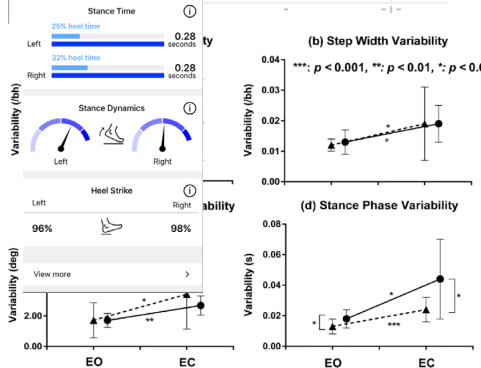 Stance Time
25% heel time
Left
0.28
seconds
32% heel time
Right
0.28
seconds
Stance Dynamics
Left
Right
Heel Strike
Left
Right
96%
98%
View more
Variability (/bh)
Variability (deg)
2.00
0.00
EO
EC
(b) Step Width Variability
***: p < 0.001, **: p < 0.01, *: p < 0.0
Variability (/bh)
0.04
0.03
0.02
0.01
0.00
*
*
(d) Stance Phase Variability
Variability (s)
0.08
0.06
0.04
0.02
0.00
*
***
*
*
EO
EC
*
**